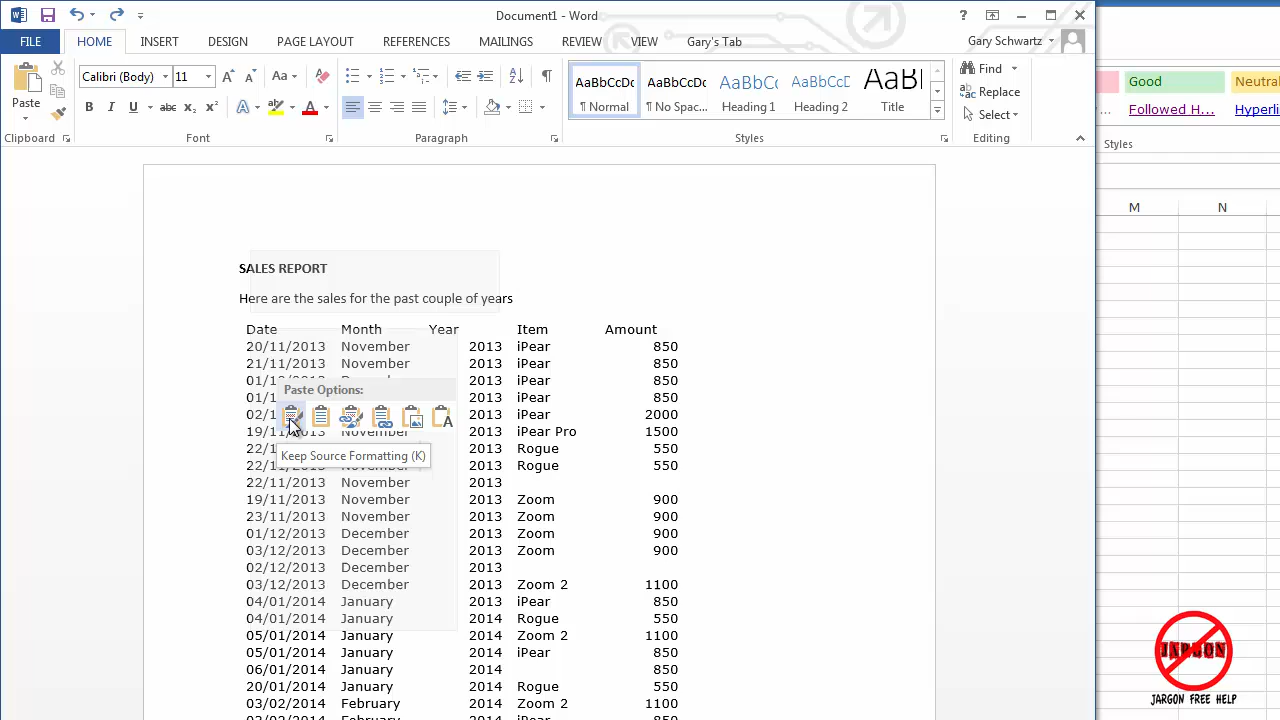 Document1 - Word
FILE HOME INSERT DESIGN PAGE LAYOUT REFERENCES MAILINGS REVIEW VIEW Gary's Tab Gary Schwartz
Calibri (Body) 11 Aa AaBbCcDc AaBbCcDc AaBbCc AaBbCcD AaBl Find
Paste B I U abc x₂ x² A A ¶ Normal ¶ No Spac... Heading 1 Heading 2 Title Replace
Select
Clipboard Font Paragraph Styles Editing
Good Neutral
Followed H... Hyperli
Styles
M N
SALES REPORT
Here are the sales for the past couple of years
Date Month Year Item Amount
20/11/2013 November 2013 iPear 850
21/11/2013 November 2013 iPear 850
2013 iPear 850
2013 iPear 850
2013 iPear 2000
November 2013 iPear Pro 1500
2013 Rogue 550
2013 Rogue 550
22/11/2013 November 2013
19/11/2013 November 2013 Zoom 900
23/11/2013 November 2013 Zoom 900
01/12/2013 December 2013 Zoom 900
03/12/2013 December 2013 Zoom 900
02/12/2013 December 2013
03/12/2013 December 2013 Zoom 2 1100
04/01/2014 January 2013 iPear 850
04/01/2014 January 2014 Rogue 550
05/01/2014 January 2014 Zoom 2 1100
05/01/2014 January 2014 iPear 850
06/01/2014 January 2014 850
20/01/2014 January 2014 Rogue 550
03/02/2014 February 2014 Zoom 2 1100
February 2014 iPear 850
Paste Options:
Keep Source Formatting (K)
JARGON
JARGON FREE HELP